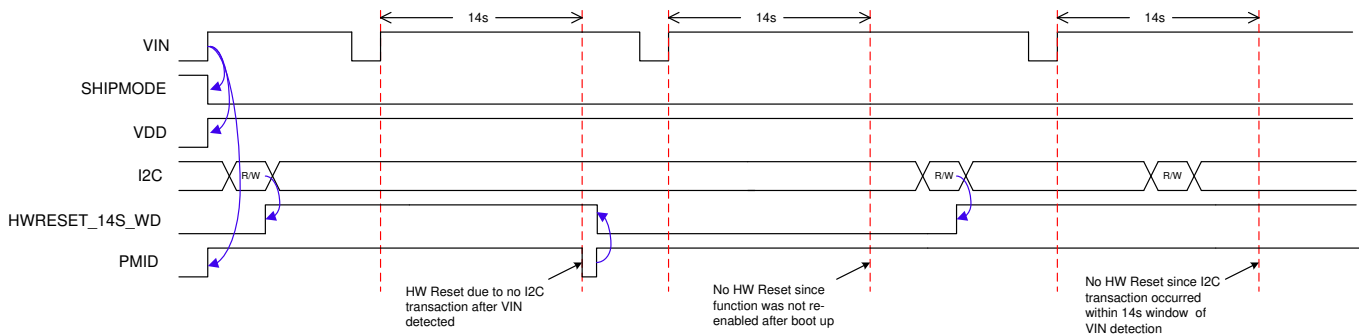 14s
14s
14s
VIN
SHIPMODE
VDD
I2C
R/W
R/W
R/W
HWRESET_14S_WD
PMID
HW Reset due to no I2C
transaction after VIN
detected
No HW Reset since
function was not re-
enabled after boot up
No HW Reset since I2C
transaction occurred
within 14s window of
VIN detection